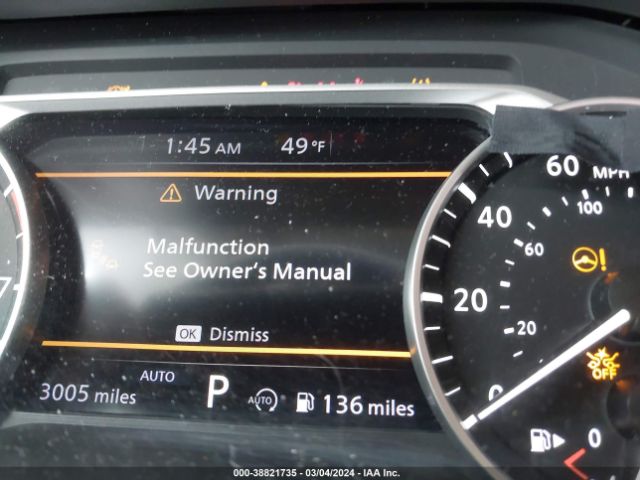 1:45 AM 49 °F
Warning
Malfunction
See Owner's Manual
OK Dismiss
AUTO
3005 miles P AUTO 136 miles
60 MPH
100
40
60
20
20
0
OFF
0
000-38821735 - 03/04/2024 - IAA Inc.